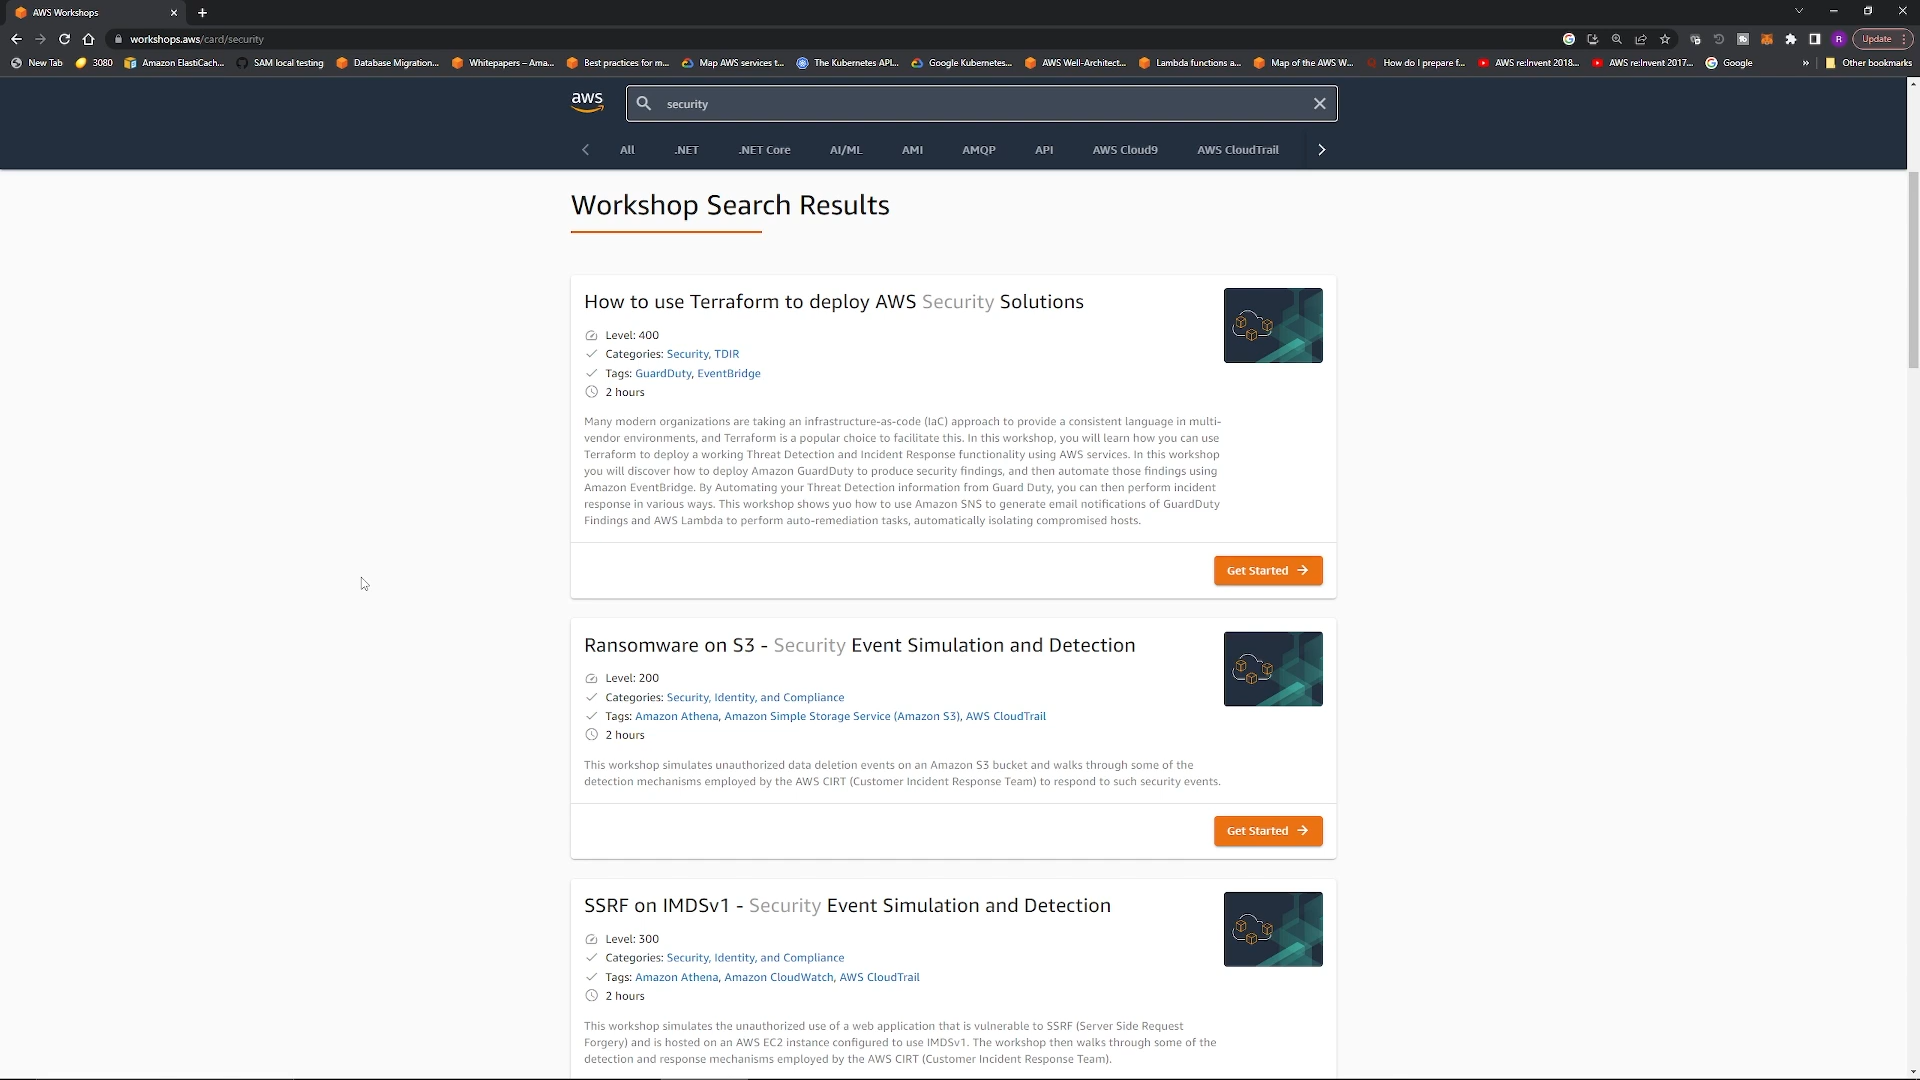 AWS Workshops
workshops.aws/card/security
Update
New Tab
3080
Amazon ElastiCach...
SAM local testing
Database Migration...
Whitepapers – Ama...
Best practices for m...
Map AWS services t...
The Kubernetes API...
Google Kubernetes...
AWS Well-Architect...
Lambda functions a...
Map of the AWS W...
How do I prepare f...
AWS re:Invent 2018...
AWS re:Invent 2017...
Google
Other bookmarks
aws
security
All
.NET
.NET Core
AI/ML
AMI
AMQP
API
AWS Cloud9
AWS CloudTrail
Workshop Search Results
How to use Terraform to deploy AWS Security Solutions
Level: 400
Categories: Security, TDIR
Tags: GuardDuty, EventBridge
2 hours
Many modern organizations are taking an infrastructure-as-code (IaC) approach to provide a consistent language in multi-
vendor environments, and Terraform is a popular choice to facilitate this. In this workshop, you will learn how you can use
Terraform to deploy a working Threat Detection and Incident Response functionality using AWS services. In this workshop
you will discover how to deploy Amazon GuardDuty to produce security findings, and then automate those findings using
Amazon EventBridge. By Automating your Threat Detection information from Guard Duty, you can then perform incident
response in various ways. This workshop shows yuo how to use Amazon SNS to generate email notifications of GuardDuty
Findings and AWS Lambda to perform auto-remediation tasks, automatically isolating compromised hosts.
Get Started
Ransomware on S3 - Security Event Simulation and Detection
Level: 200
Categories: Security, Identity, and Compliance
Tags: Amazon Athena, Amazon Simple Storage Service (Amazon S3), AWS CloudTrail
2 hours
This workshop simulates unauthorized data deletion events on an Amazon S3 bucket and walks through some of the
detection mechanisms employed by the AWS CIRT (Customer Incident Response Team) to respond to such security events.
Get Started
SSRF on IMDSv1 - Security Event Simulation and Detection
Level: 300
Categories: Security, Identity, and Compliance
Tags: Amazon Athena, Amazon CloudWatch, AWS CloudTrail
2 hours
This workshop simulates the unauthorized use of a web application that is vulnerable to SSRF (Server Side Request
Forgery) and is hosted on an AWS EC2 instance configured to use IMDSv1. The workshop then walks through some of the
detection and response mechanisms employed by the AWS CIRT (Customer Incident Response Team).